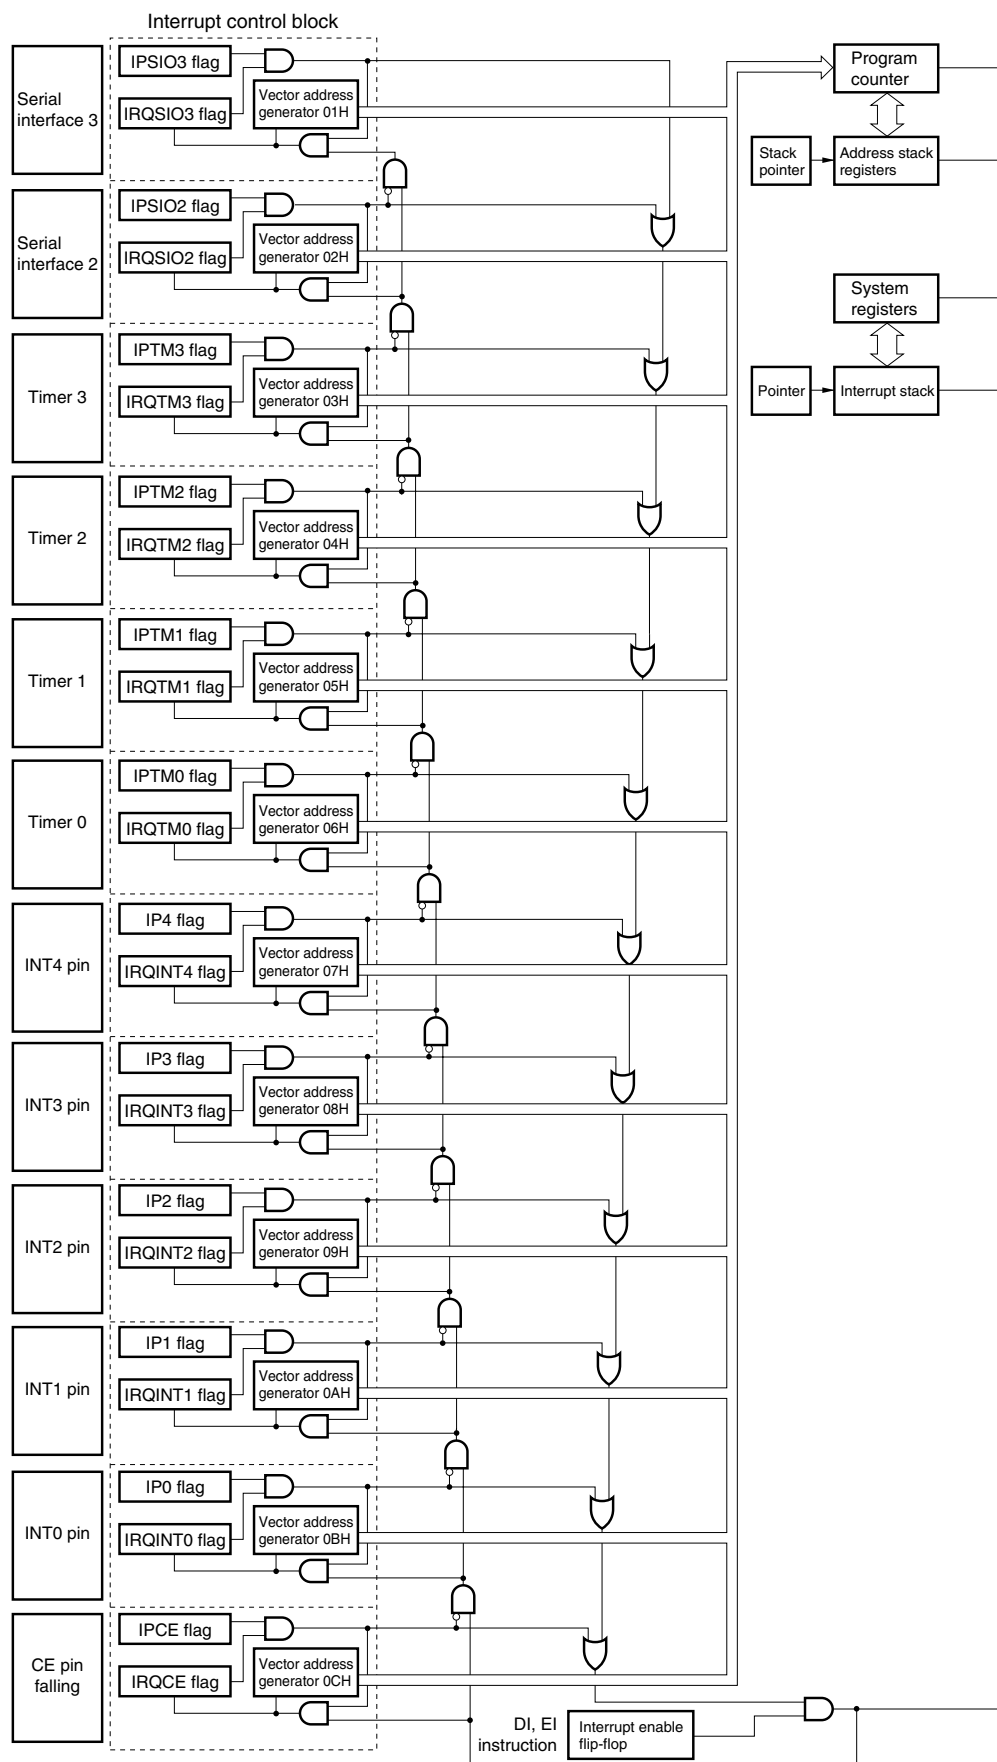 Interrupt control block
Serial
interface 3
IPSIO3 flag
IRQSIO3 flag
Vector address
generator 01H
Program
counter
Stack
pointer
Address stack
registers
Serial
interface 2
IPSIO2 flag
IRQSIO2 flag
Vector address
generator 02H
System
registers
Pointer
Interrupt stack
Timer 3
IPTM3 flag
IRQTM3 flag
Vector address
generator 03H
Timer 2
IPTM2 flag
IRQTM2 flag
Vector address
generator 04H
Timer 1
IPTM1 flag
IRQTM1 flag
Vector address
generator 05H
Timer 0
IPTM0 flag
IRQTM0 flag
Vector address
generator 06H
INT4 pin
IP4 flag
IRQINT4 flag
Vector address
generator 07H
INT3 pin
IP3 flag
IRQINT3 flag
Vector address
generator 08H
INT2 pin
IP2 flag
IRQINT2 flag
Vector address
generator 09H
INT1 pin
IP1 flag
IRQINT1 flag
Vector address
generator 0AH
INT0 pin
IP0 flag
IRQINT0 flag
Vector address
generator 0BH
CE pin
falling
IPCE flag
IRQCE flag
Vector address
generator 0CH
DI, EI
instruction
Interrupt enable
flip-flop